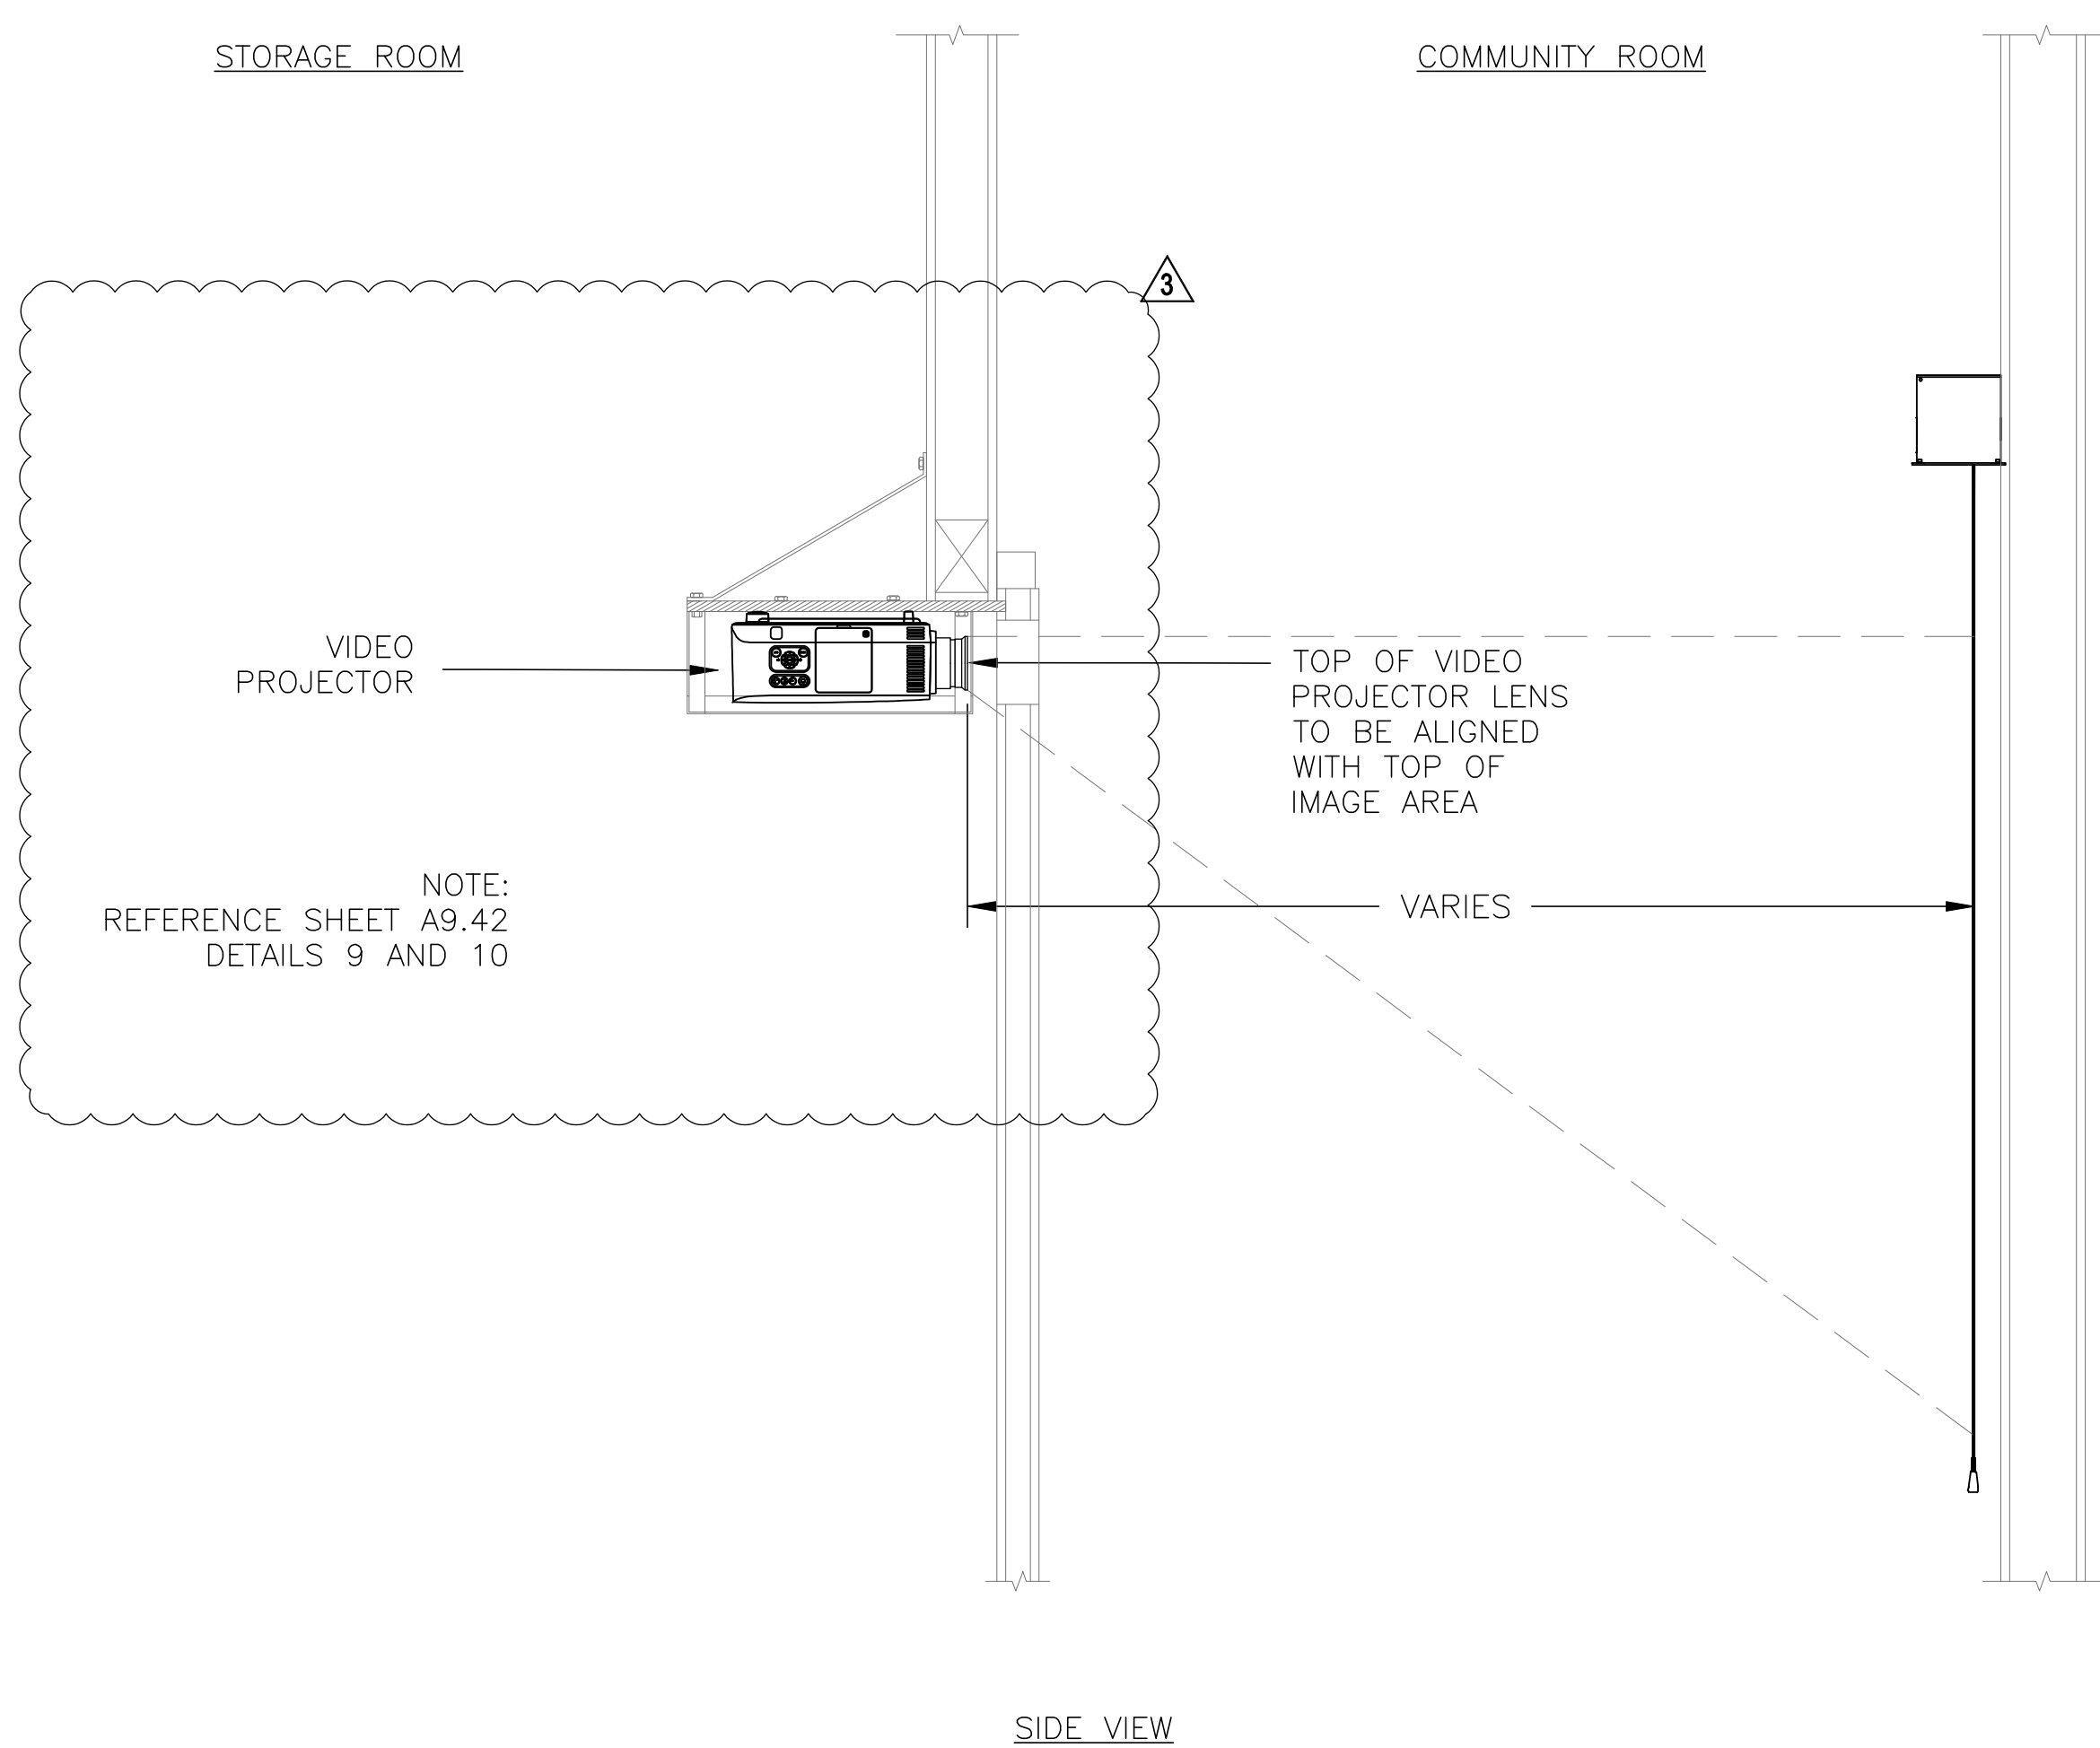 STORAGE ROOM
COMMUNITY ROOM
3
VIDEO
PROJECTOR
TOP OF VIDEO
PROJECTOR LENS
TO BE ALIGNED
WITH TOP OF
IMAGE AREA
NOTE:
REFERENCE SHEET A9.42
DETAILS 9 AND 10
VARIES
SIDE VIEW